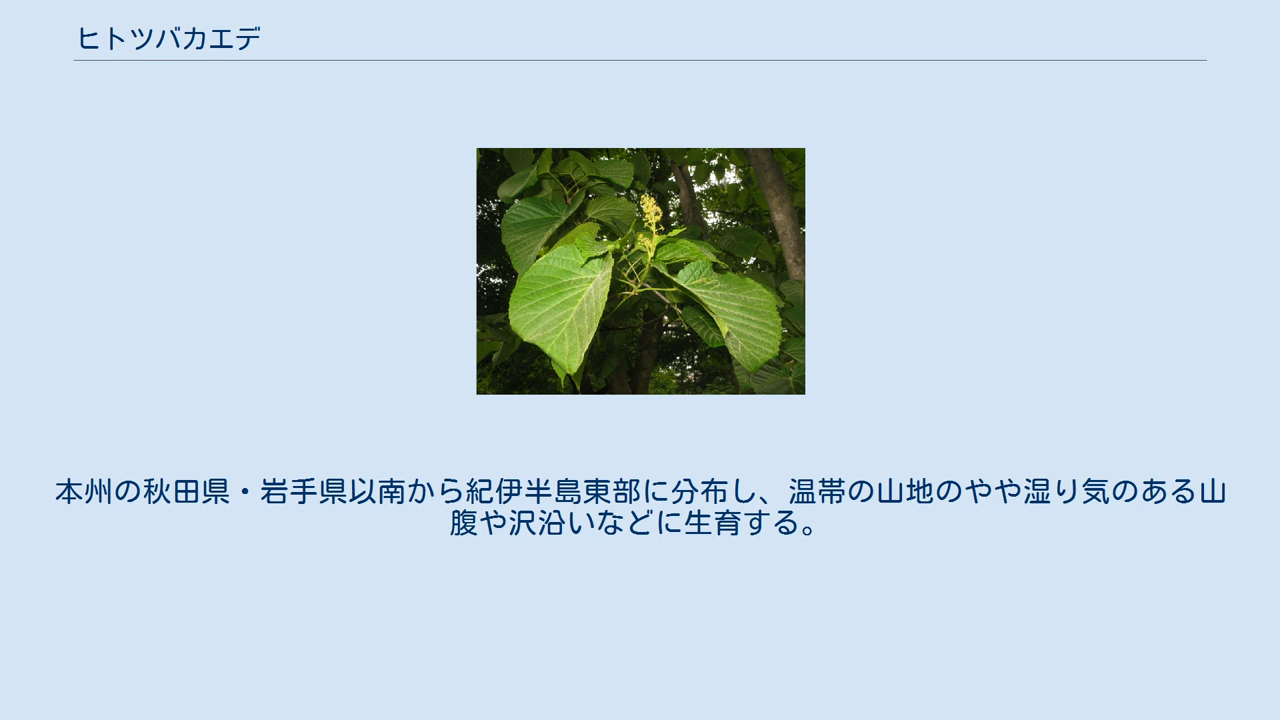 ヒトツバカエデ
本州の秋田県・岩手県以南から紀伊半島東部に分布し、温帯の山地のやや湿り気のある山
腹や沢沿いなどに生育する。